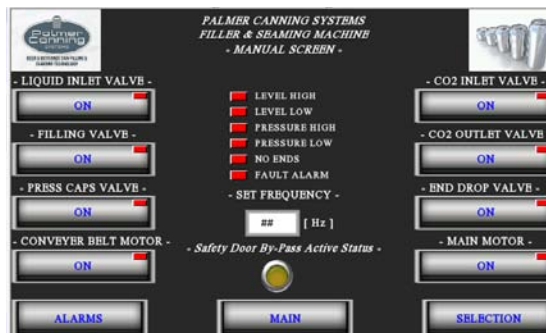 PALMER CANNING SYSTEMS
FILLER & SEAMING MACHINE
- MANUAL SCREEN -
Palmer
Canning
SYSTEMS
- LIQUID INLET VALVE -
ON
- FILLING VALVE -
ON
- PRESS CAPS VALVE -
ON
- CONVEYER BELT MOTOR -
ON
LEVEL HIGH
LEVEL LOW
PRESSURE HIGH
PRESSURE LOW
NO ENDS
FAULT ALARM
- SET FREQUENCY -
## [ Hz ]
- Safety Door By-Pass Active Status -
- CO2 INLET VALVE -
ON
- CO2 OUTLET VALVE
ON
- END DROP VALVE -
ON
- MAIN MOTOR -
ON
ALARMS
MAIN
SELECTION